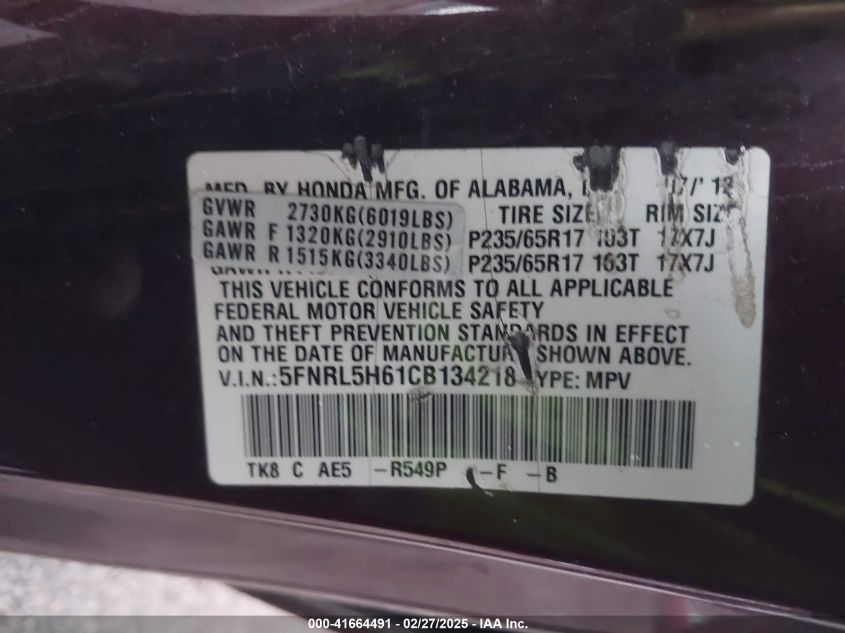 MFD. BY HONDA MFG. OF ALABAMA, 7/'12
GVWR 2730KG(6019LBS) TIRE SIZE RIM SIZE
GAWR F 1320KG(2910LBS) P235/65R17 103T 17X7J
GAWR R 1515KG(3340LBS) P235/65R17 103T 17X7J
GAWR
THIS VEHICLE CONFORMS TO ALL APPLICABLE
FEDERAL MOTOR VEHICLE SAFETY
AND THEFT PREVENTION STANDARDS IN EFFECT
ON THE DATE OF MANUFACTURE SHOWN ABOVE.
V.I.N.:5FNRL5H61CB134218 TYPE: MPV
TK8 C AE5 -R549P -F -B
000-41664491 - 02/27/2025 - IAA Inc.